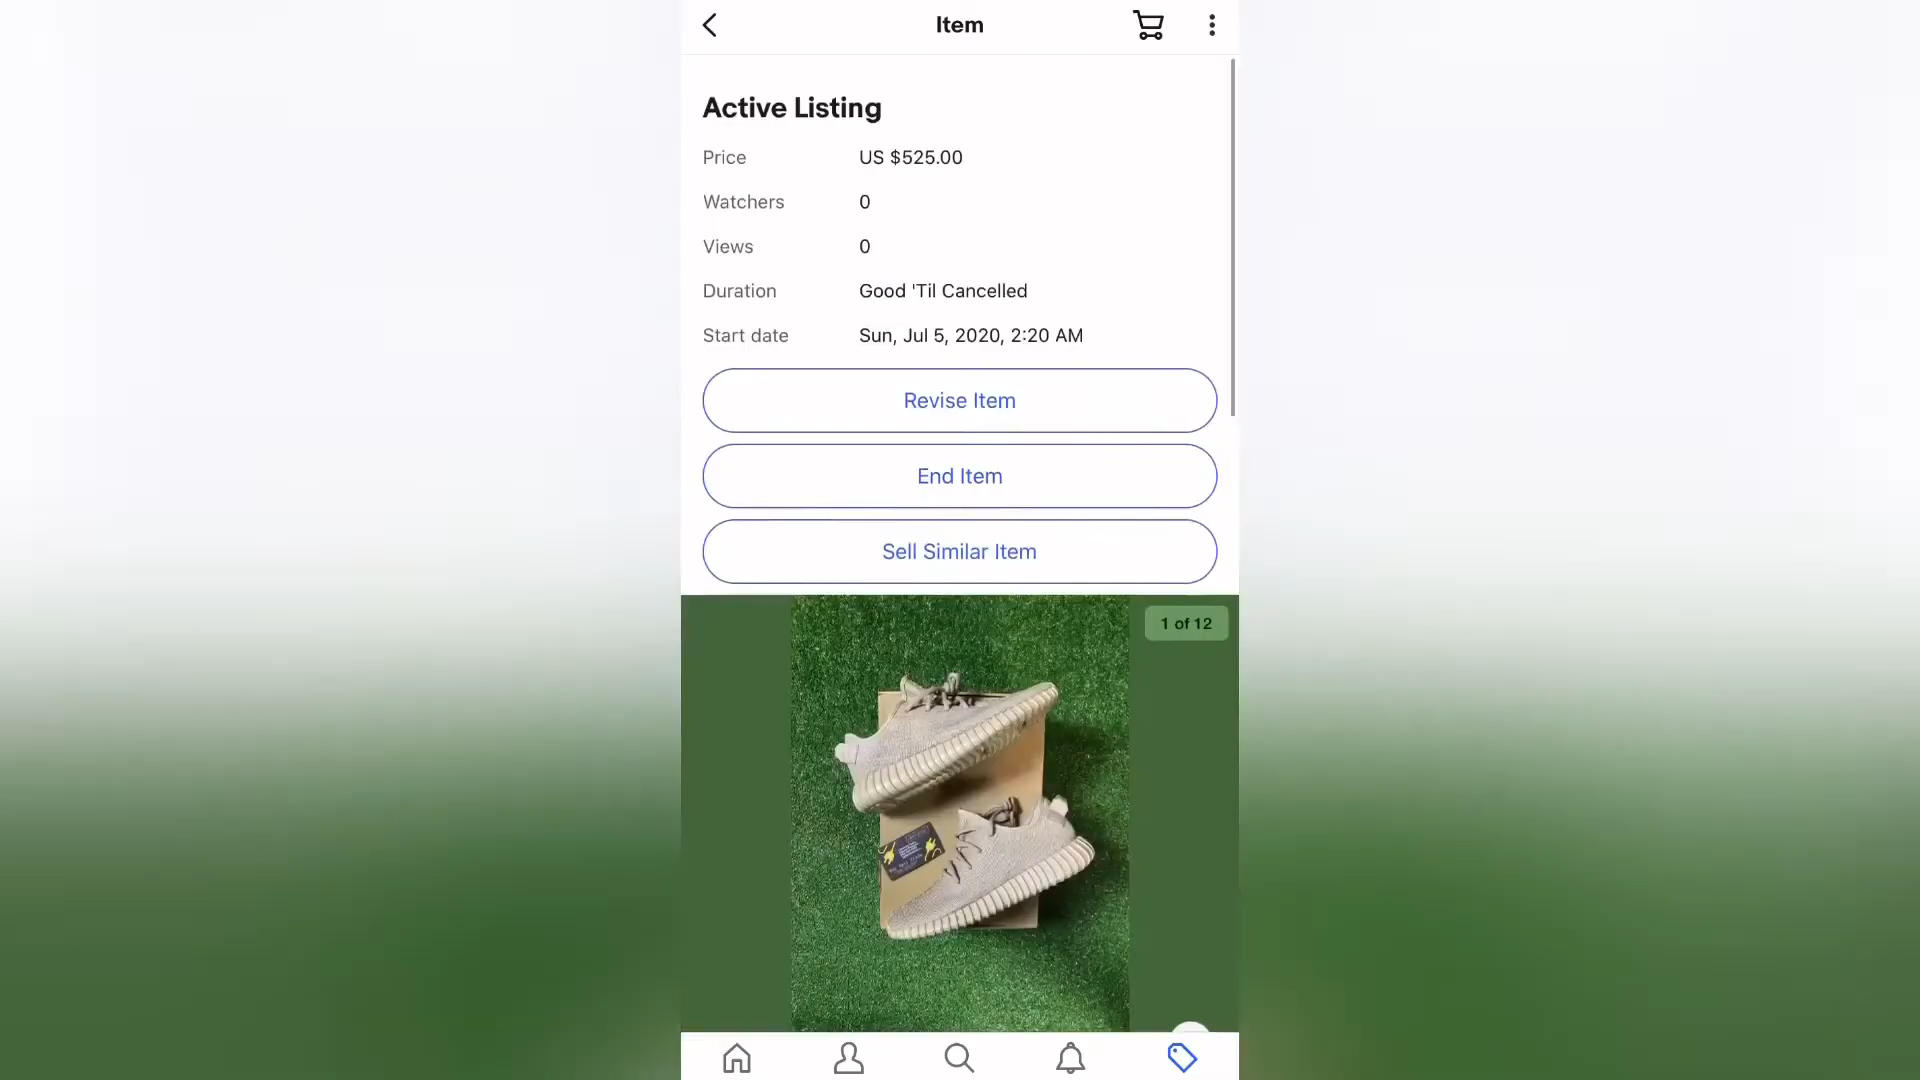 Item
Active Listing
Price US $525.00
Watchers 0
Views 0
Duration Good 'Til Cancelled
Start date Sun, Jul 5, 2020, 2:20 AM
Revise Item
End Item
Sell Similar Item
1 of 12